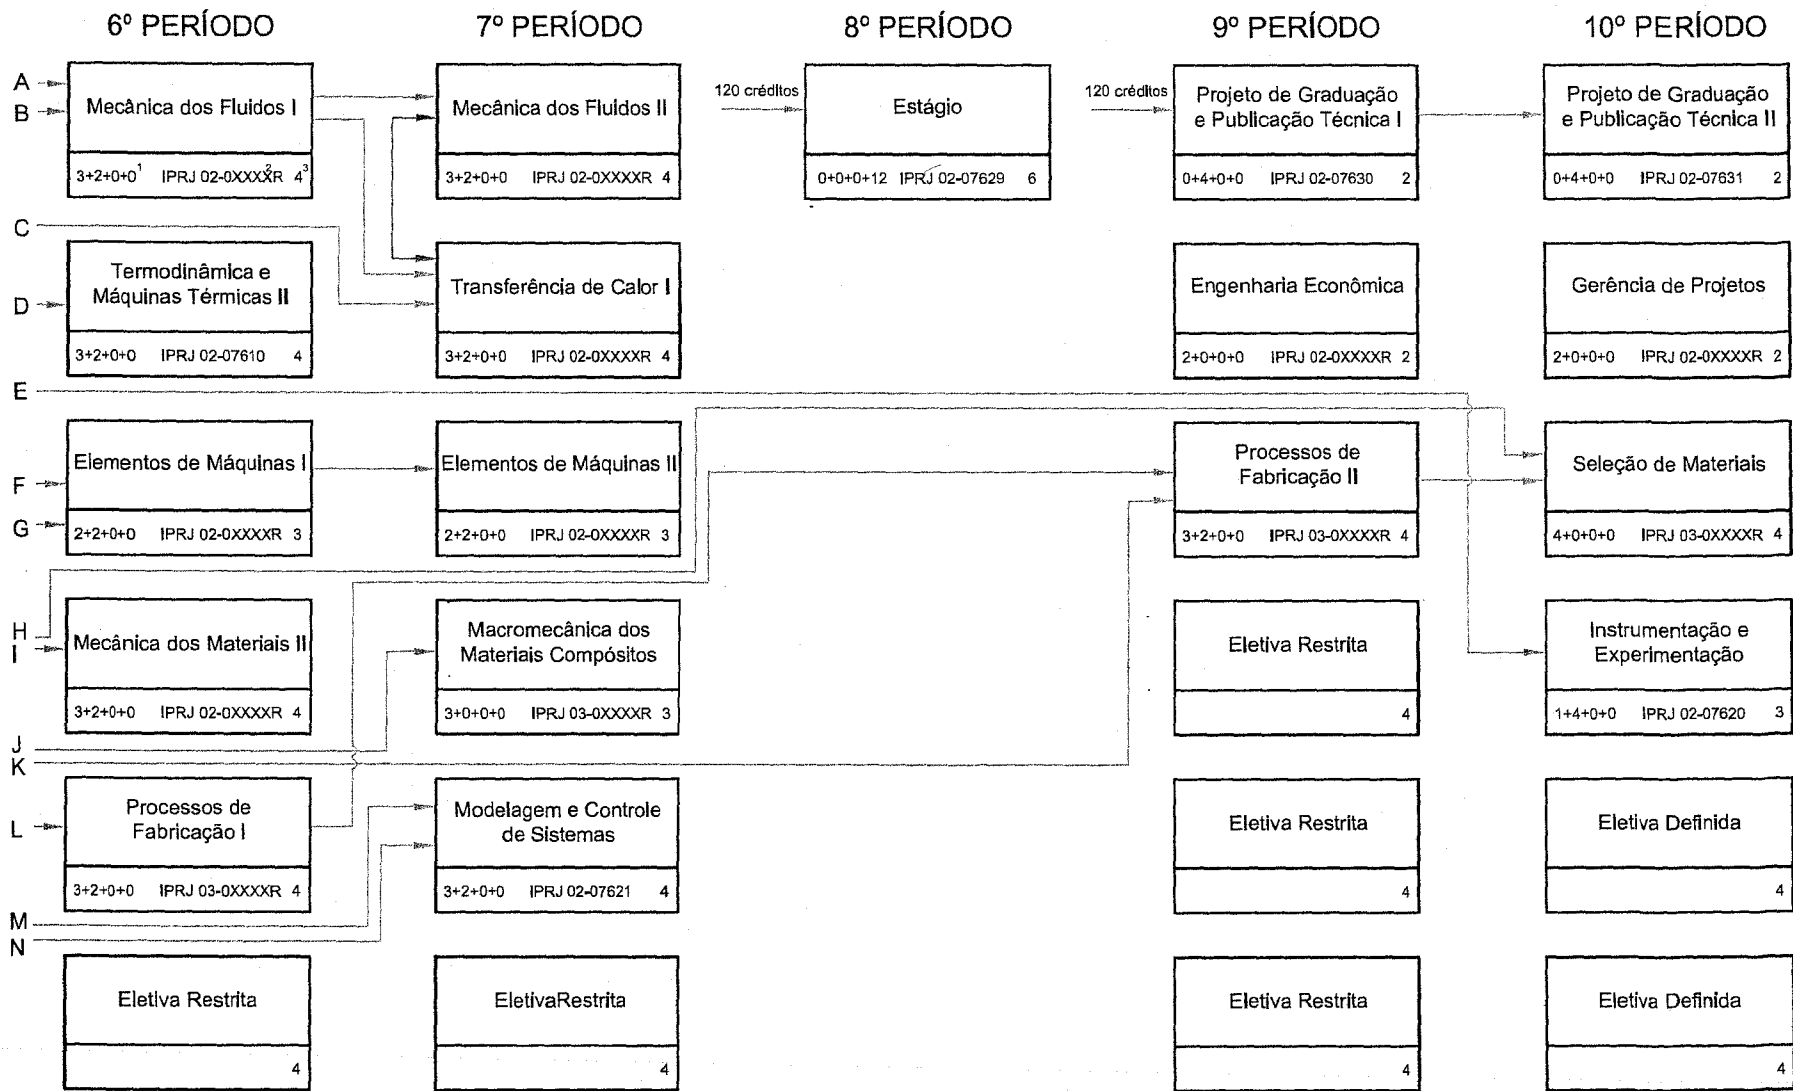 6º PERÍODO
7º PERÍODO
8º PERÍODO
9º PERÍODO
10º PERÍODO
A
B
Mecânica dos Fluidos I
3+2+0+0¹ IPRJ 02-0XXXXR² 4³
Mecânica dos Fluidos II
3+2+0+0 IPRJ 02-0XXXXR 4
120 créditos
Estágio
0+0+0+12 IPRJ 02-07629 6
120 créditos
Projeto de Graduação
e Publicação Técnica I
0+4+0+0 IPRJ 02-07630 2
Projeto de Graduação
e Publicação Técnica II
0+4+0+0 IPRJ 02-07631 2
C
D
Termodinâmica e
Máquinas Térmicas II
3+2+0+0 IPRJ 02-07610 4
Transferência de Calor I
3+2+0+0 IPRJ 02-0XXXXR 4
Engenharia Econômica
2+0+0+0 IPRJ 02-0XXXXR 2
Gerência de Projetos
2+0+0+0 IPRJ 02-0XXXXR 2
E
F
G
Elementos de Máquinas I
2+2+0+0 IPRJ 02-0XXXXR 3
Elementos de Máquinas II
2+2+0+0 IPRJ 02-0XXXXR 3
Processos de
Fabricação II
3+2+0+0 IPRJ 03-0XXXXR 4
Seleção de Materiais
4+0+0+0 IPRJ 03-0XXXXR 4
H
I
Mecânica dos Materiais II
3+2+0+0 IPRJ 02-0XXXXR 4
Macromecânica dos
Materiais Compósitos
3+0+0+0 IPRJ 03-0XXXXR 3
Eletiva Restrita
4
Instrumentação e
Experimentação
1+4+0+0 IPRJ 02-07620 3
J
K
L
Processos de
Fabricação I
3+2+0+0 IPRJ 03-0XXXXR 4
Modelagem e Controle
de Sistemas
3+2+0+0 IPRJ 02-07621 4
Eletiva Restrita
4
Eletiva Definida
4
M
N
Eletiva Restrita
4
EletivaRestrita
4
Eletiva Restrita
4
Eletiva Definida
4